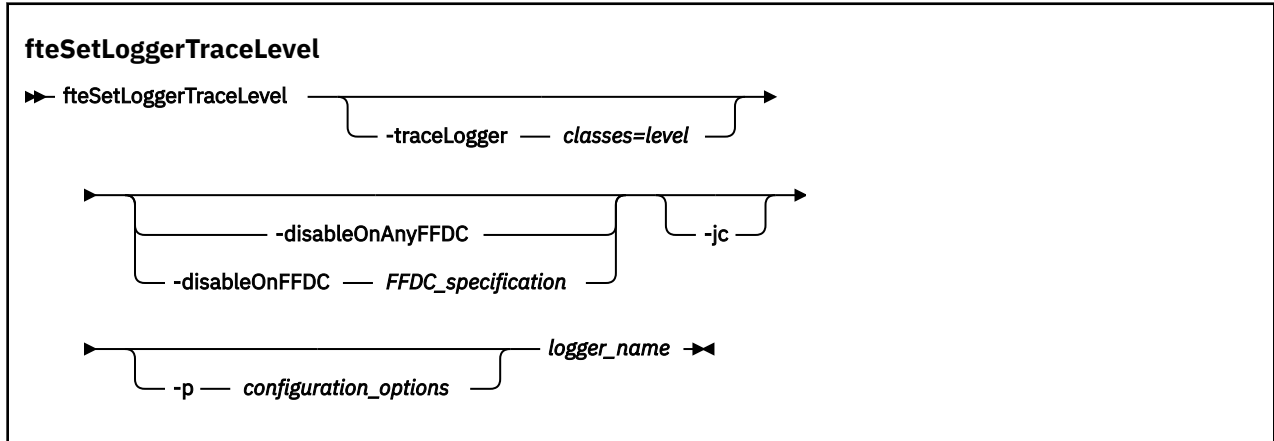 fteSetLoggerTraceLevel
fteSetLoggerTraceLevel
-traceLogger classes=level
-disableOnAnyFFDC
-jc
-disableOnFFDC FFDC_specification
logger_name
-p configuration_options